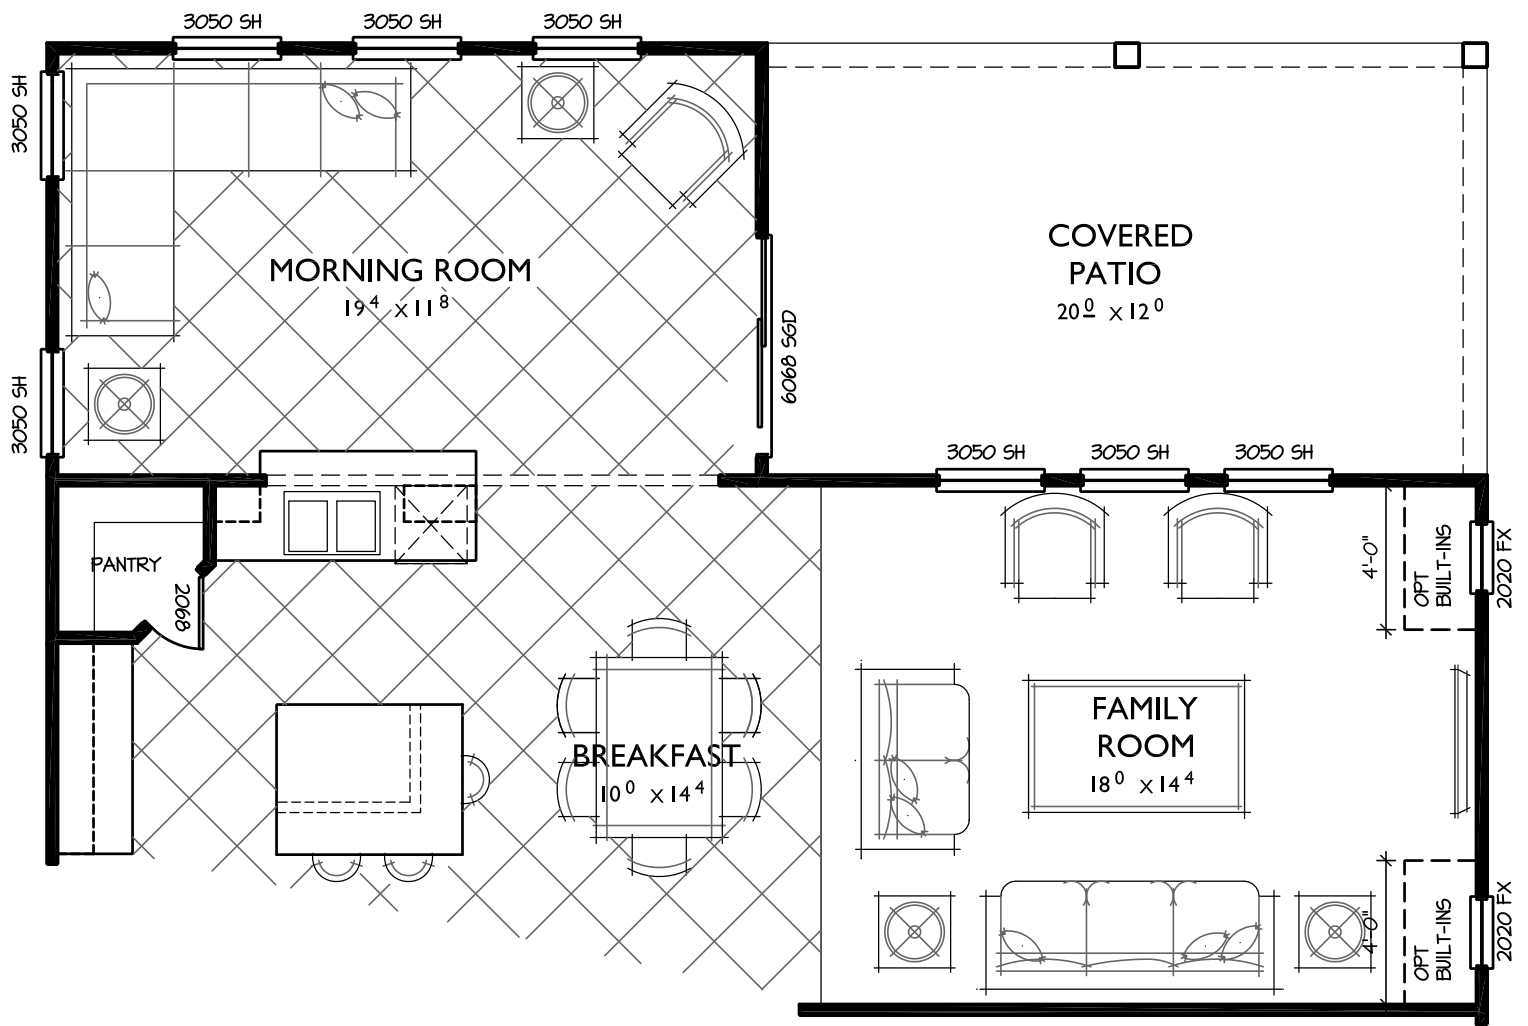 3050 SH
3050 SH
3050 SH
3050 SH
MORNING ROOM
19⁴ x 11⁸
COVERED
PATIO
20⁰ x 12⁰
6068 SGD
3050 SH
3050 SH
3050 SH
3050 SH
PANTRY
2068
4'-0"
OPT
BUILT-INS
2020 FX
FAMILY
ROOM
18⁰ x 14⁴
BREAKFAST
10⁰ x 14⁴
4'-0"
OPT
BUILT-INS
2020 FX